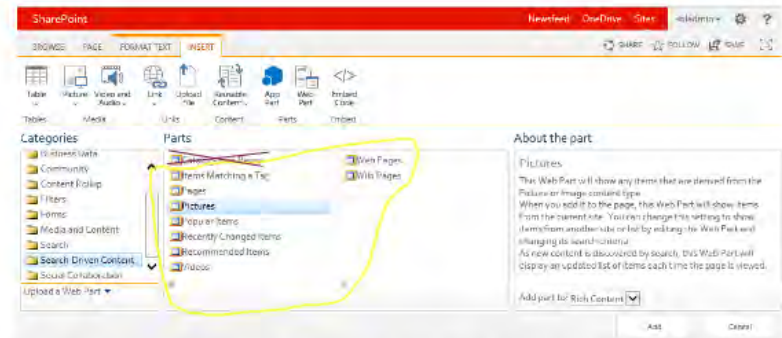 SharePoint
Newsfeed OneDrive Sites
?
BROWSE PAGE FORMAT TEXT INSERT
SHARE FOLLOW SAVE
Table Picture Video and Audio Link Upload File Reusable Content App Part Web Part Embed Code
Tables Media Links Content Parts Embed
Categories Parts About the part
Business Data
Community
Content Rollup
Filters
Forms
Media and Content
Search
Search-Driven Content
Social Collaboration
Upload a Web Part
Items Matching a Tag
Pages
Pictures
Popular Items
Recently Changed Items
Recommended Items
Videos
Web Pages
Wiki Pages
Pictures
This Web Part will show any items that are derived from the
Picture or Image content type.
When you add it to the page, this Web Part will show items
from the current site. You can change this setting to show
items from another site or list by editing the Web Part and
changing its search criteria.
As new content is discovered by search, this Web Part will
display an updated list of items each time the page is viewed.
Add part to: Rich Content
Add Cancel